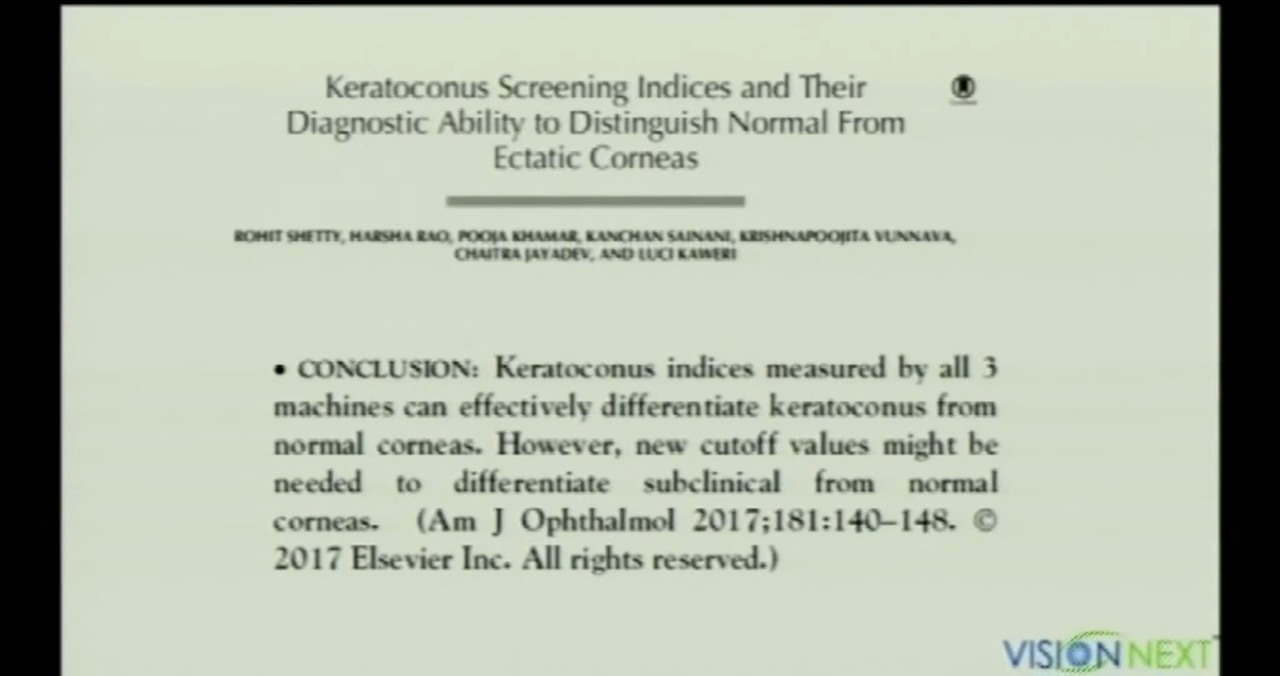 Keratoconus Screening Indices and Their
Diagnostic Ability to Distinguish Normal From
Ectatic Corneas
ROHIT SHETTY, HARSHA RAO, POOJA KHAMAR, KANCHAN SAINANI, KRISHNAPOOJITA VUNNAVA,
CHAITRA JAYADEV, AND LUCI KAWERI
• CONCLUSION: Keratoconus indices measured by all 3
machines can effectively differentiate keratoconus from
normal corneas. However, new cutoff values might be
needed to differentiate subclinical from normal
corneas. (Am J Ophthalmol 2017;181:140–148. ©
2017 Elsevier Inc. All rights reserved.)
VISION NEXT